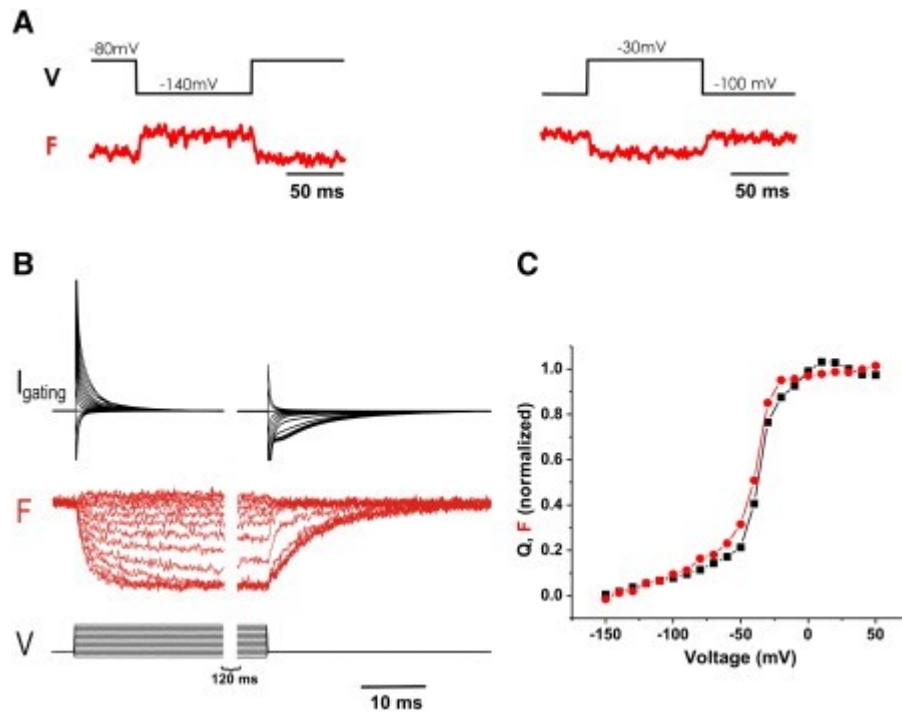 A
-80mV
-30mV
V
-140mV
-100 mV
F
50 ms
50 ms
B
C
Igating
F
V
120 ms
10 ms
Q, F (normalized)
1.0
0.8
0.6
0.4
0.2
0.0
-150
-100
-50
0
50
Voltage (mV)